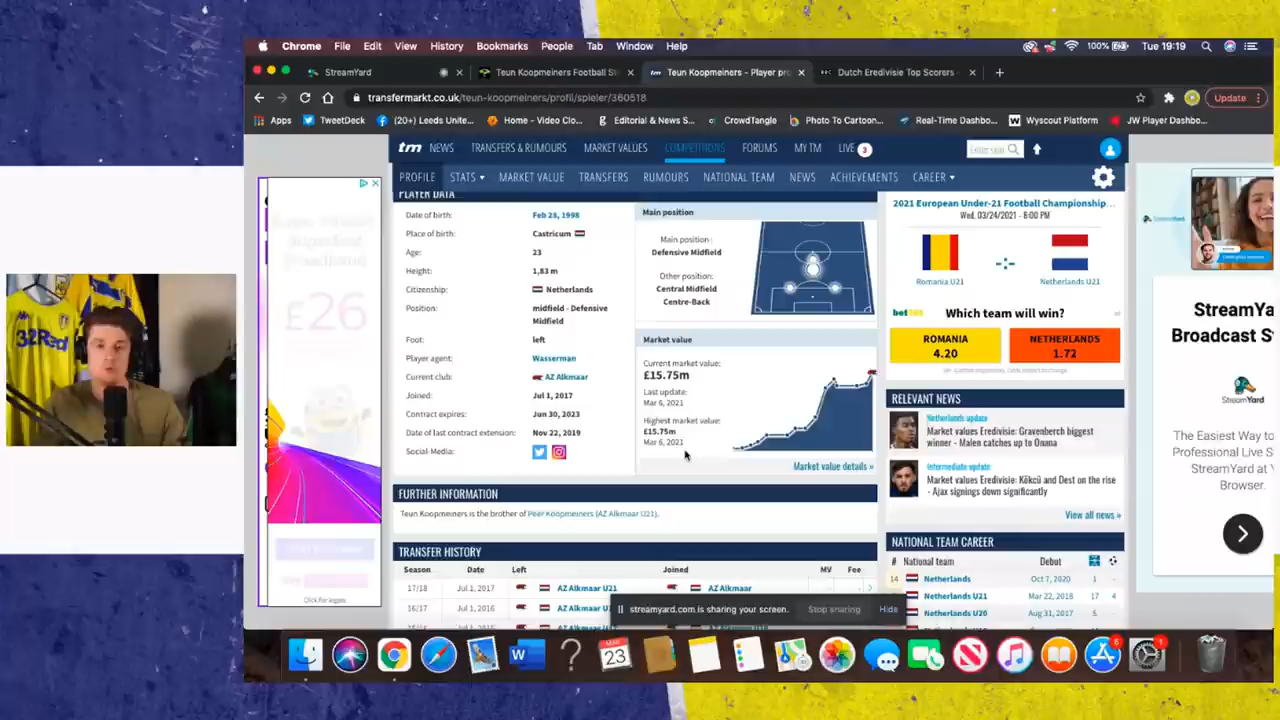 Chrome File Edit View History Bookmarks People Tab Window Help
100% Tue 19:19
StreamYard
Teun Koopmeiners Football St
Teun Koopmeiners - Player pro
Dutch Eredivisie Top Scorers -
transfermarkt.co.uk/teun-koopmeiners/profil/spieler/360518
Update
Apps TweetDeck (20+) Leeds Unite... Home - Video Clo... Editorial & News S... CrowdTangle Photo To Cartoon... Real-Time Dashbo... Wyscout Platform JW Player Dashbo...
tm NEWS TRANSFERS & RUMOURS MARKET VALUES COMPETITIONS FORUMS MY TM LIVE 3
PROFILE STATS MARKET VALUE TRANSFERS RUMOURS NATIONAL TEAM NEWS ACHIEVEMENTS CAREER
PLAYER DATA
Date of birth: Feb 28, 1998
Place of birth: Castricum
Age: 23
Height: 1,83 m
Citizenship: Netherlands
Position: midfield - Defensive
Midfield
Foot: left
Player agent: Wasserman
Current club: AZ Alkmaar
Joined: Jul 1, 2017
Contract expires: Jun 30, 2023
Date of last contract extension: Nov 22, 2019
Social-Media:
Main position
Main position:
Defensive Midfield
Other position:
Central Midfield
Centre-Back
Market value
Current market value:
£15.75m
Last update:
Mar 6, 2021
Highest market value:
£15.75m
Mar 6, 2021
Market value details »
FURTHER INFORMATION
Teun Koopmeiners is the brother of Peer Koopmeiners (AZ Alkmaar U21).
TRANSFER HISTORY
Season Date Left Joined MV Fee
17/18 Jul 1, 2017 AZ Alkmaar U21 AZ Alkmaar
16/17 Jul 1, 2016
2021 European Under-21 Football Championship...
Wed, 03/24/2021 - 8:00 PM
-:-
Romania U21
Netherlands U21
bet365
Which team will win?
ROMANIA
4.20
NETHERLANDS
1.72
RELEVANT NEWS
Netherlands update
Market values Eredivisie: Gravenberch biggest
winner - Malen catches up to Onana
Intermediate update
Market values Eredivisie: Kökcü and Dest on the rise
- Ajax signings down significantly
View all news »
NATIONAL TEAM CAREER
# National team Debut
14 Netherlands Oct 7, 2020 1 -
Netherlands U21 Mar 22, 2018 17 4
Netherlands U20 Aug 31, 2017 5
streamyard.com is sharing your screen. Stop sharing Hide
£26
32Red
StreamYa
Broadcast S
StreamYard
The Easiest Way to
Professional Live S
StreamYard at Y
Browser.
MAR
23
6
1